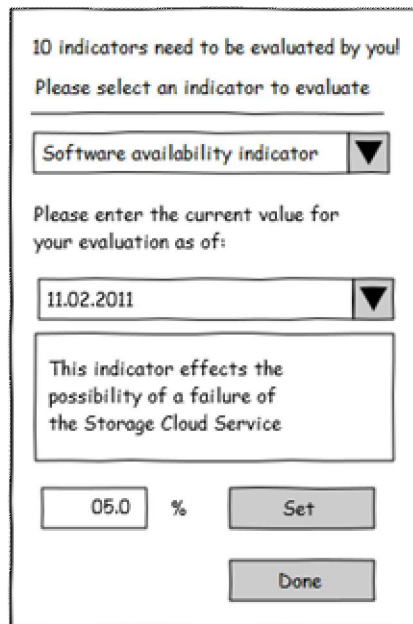 10 indicators need to be evaluated by you!
Please select an indicator to evaluate
Software availability indicator
Please enter the current value for
your evaluation as of:
11.02.2011
This indicator effects the
possibility of a failure of
the Storage Cloud Service
05.0 % Set
Done